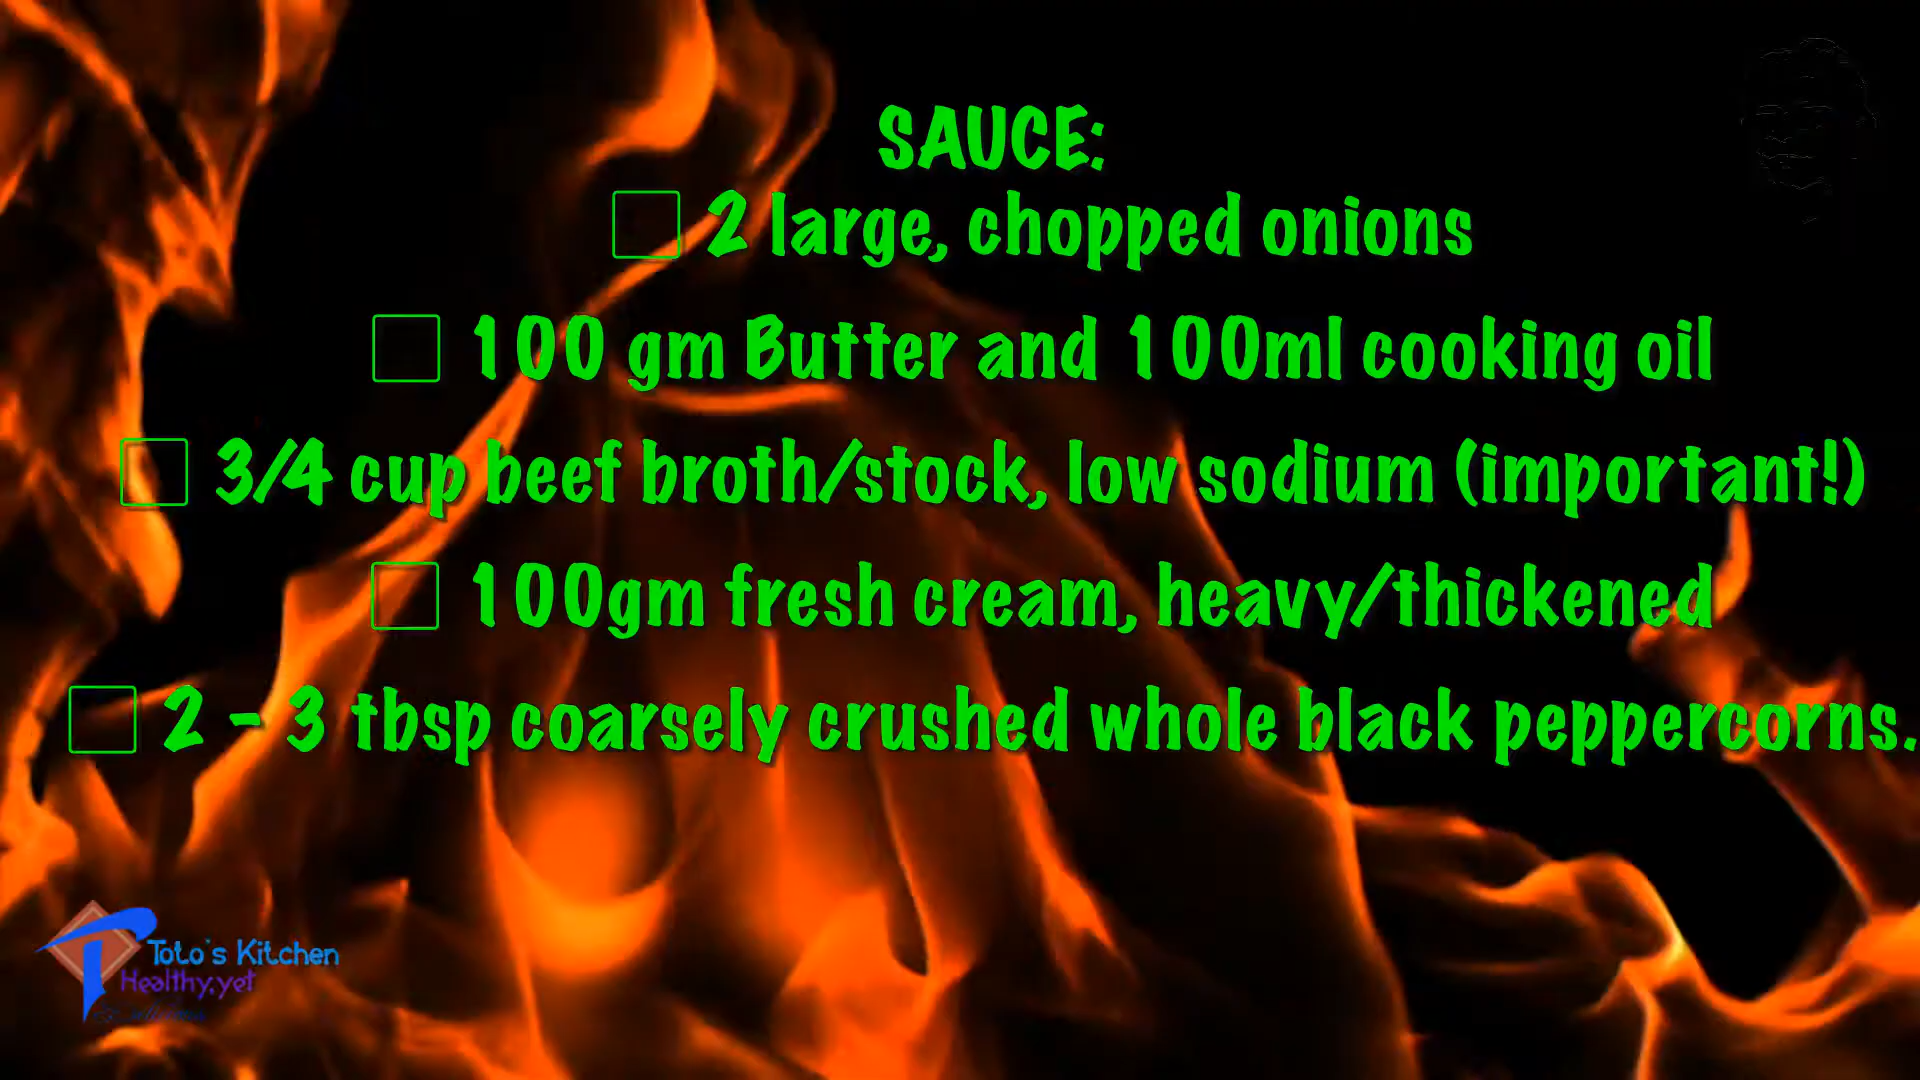 SAUCE:
2 large, chopped onions
100 gm Butter and 100ml cooking oil
3/4 cup beef broth/stock, low sodium (important!)
100gm fresh cream, heavy/thickened
2 - 3 tbsp coarsely crushed whole black peppercorns.
Toto's Kitchen
Healthy, yet